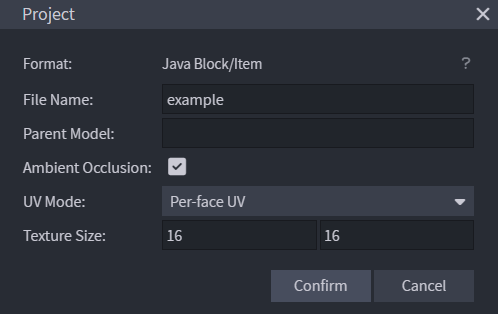 Project
Format: Java Block/Item ?
File Name: example
Parent Model:
Ambient Occlusion:
UV Mode: Per-face UV
Texture Size: 16 16
Confirm Cancel